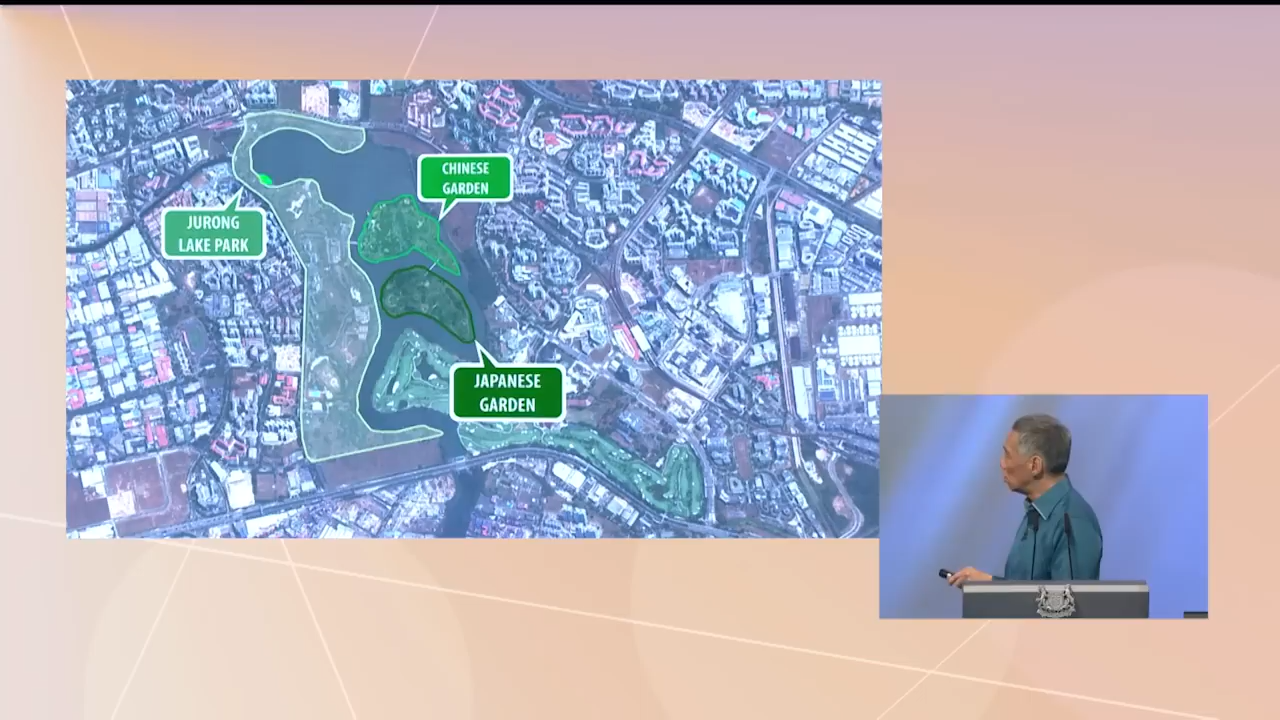 CHINESE
GARDEN
JURONG
LAKE PARK
JAPANESE
GARDEN